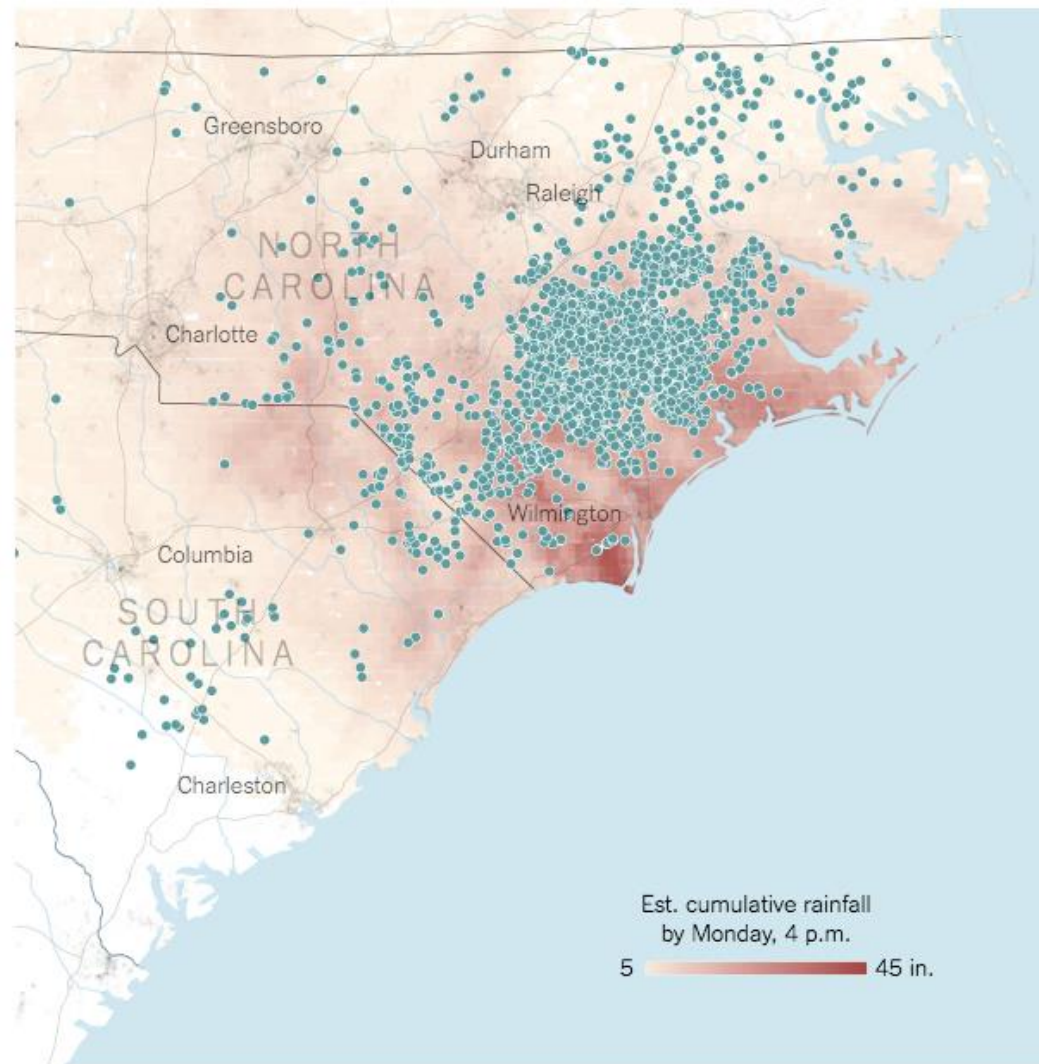 Greensboro
Durham
Raleigh
NORTH
CAROLINA
Charlotte
Wilmington
Columbia
SOUTH
CAROLINA
Charleston
Est. cumulative rainfall
by Monday, 4 p.m.
5 45 in.